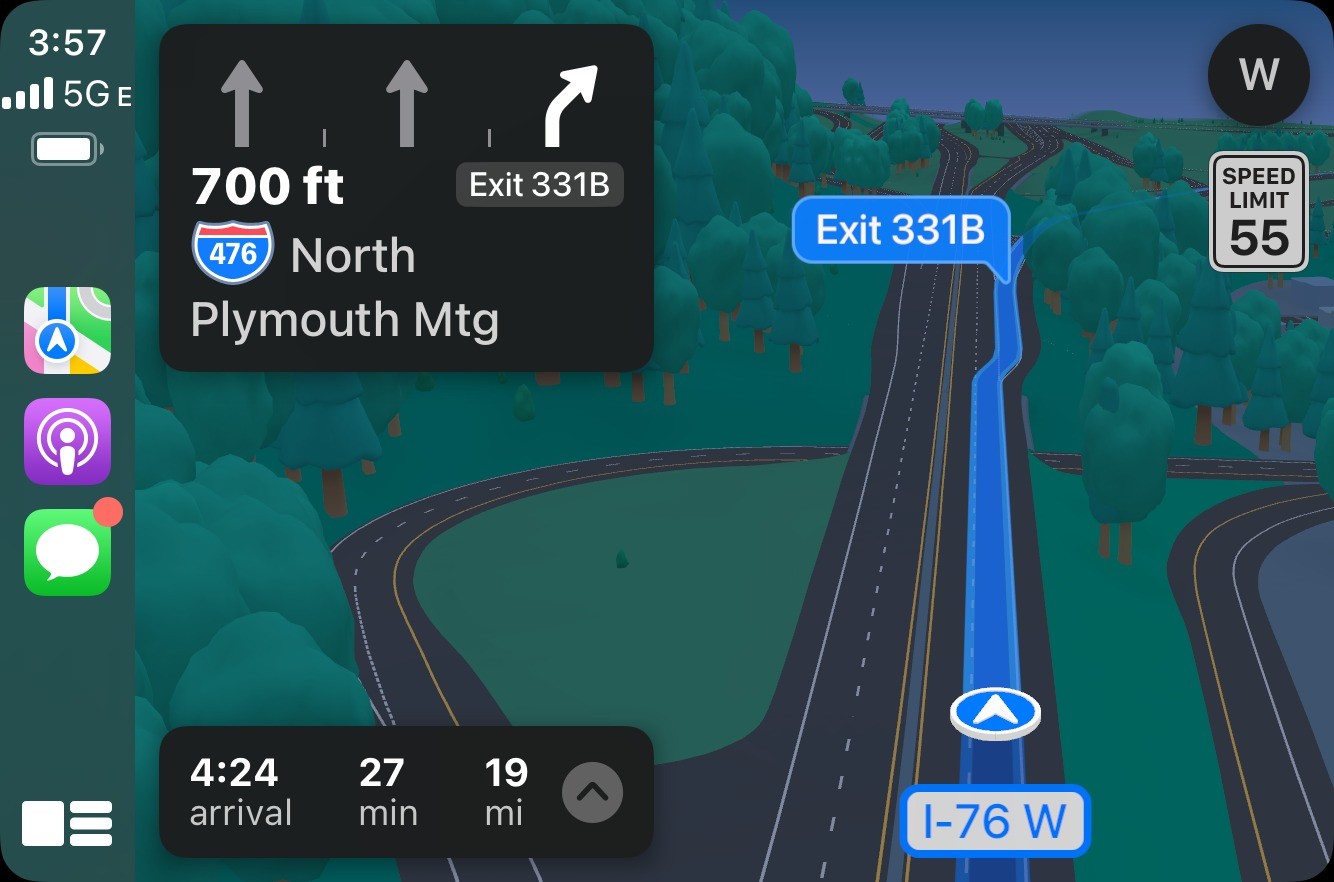 3:57
5G E
700 ft
Exit 331B
476 North
Plymouth Mtg
Exit 331B
W
SPEED
LIMIT
55
4:24 27 19
arrival min mi
I-76 W